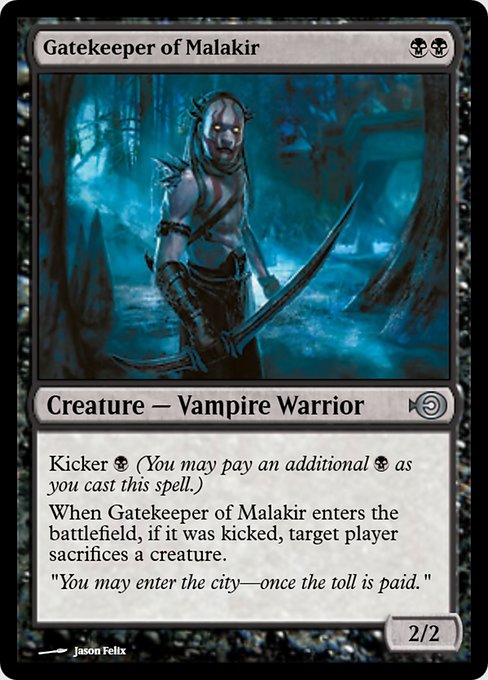 Gatekeeper of Malakir
Creature — Vampire Warrior
Kicker (You may pay an additional as
you cast this spell.)
When Gatekeeper of Malakir enters the
battlefield, if it was kicked, target player
sacrifices a creature.
"You may enter the city—once the toll is paid."
2/2
Jason Felix